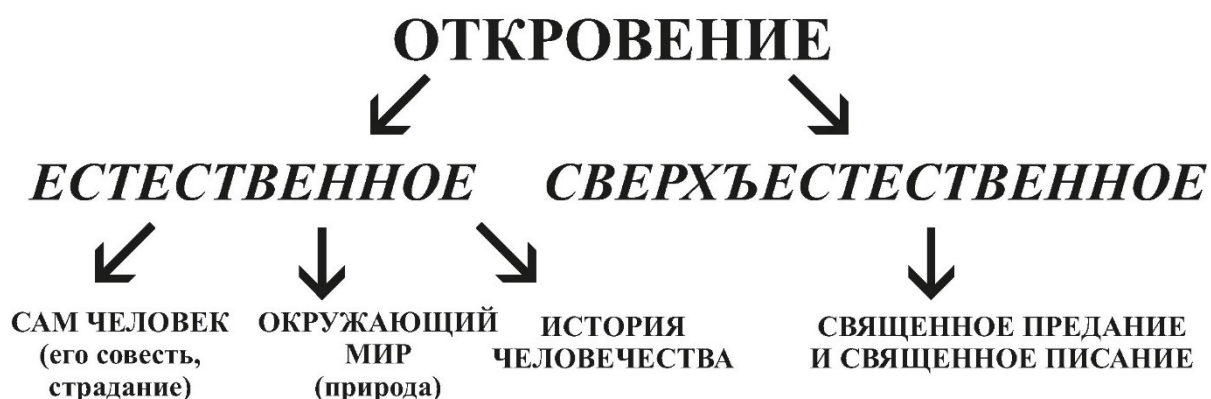 ОТКРОВЕНИЕ
ЕСТЕСТВЕННОЕ
СВЕРХЪЕСТЕСТВЕННОЕ
САМ ЧЕЛОВЕК
(его совесть,
страдание)
ОКРУЖАЮЩИЙ
МИР
(природа)
ИСТОРИЯ
ЧЕЛОВЕЧЕСТВА
СВЯЩЕННОЕ ПРЕДАНИЕ
И СВЯЩЕННОЕ ПИСАНИЕ